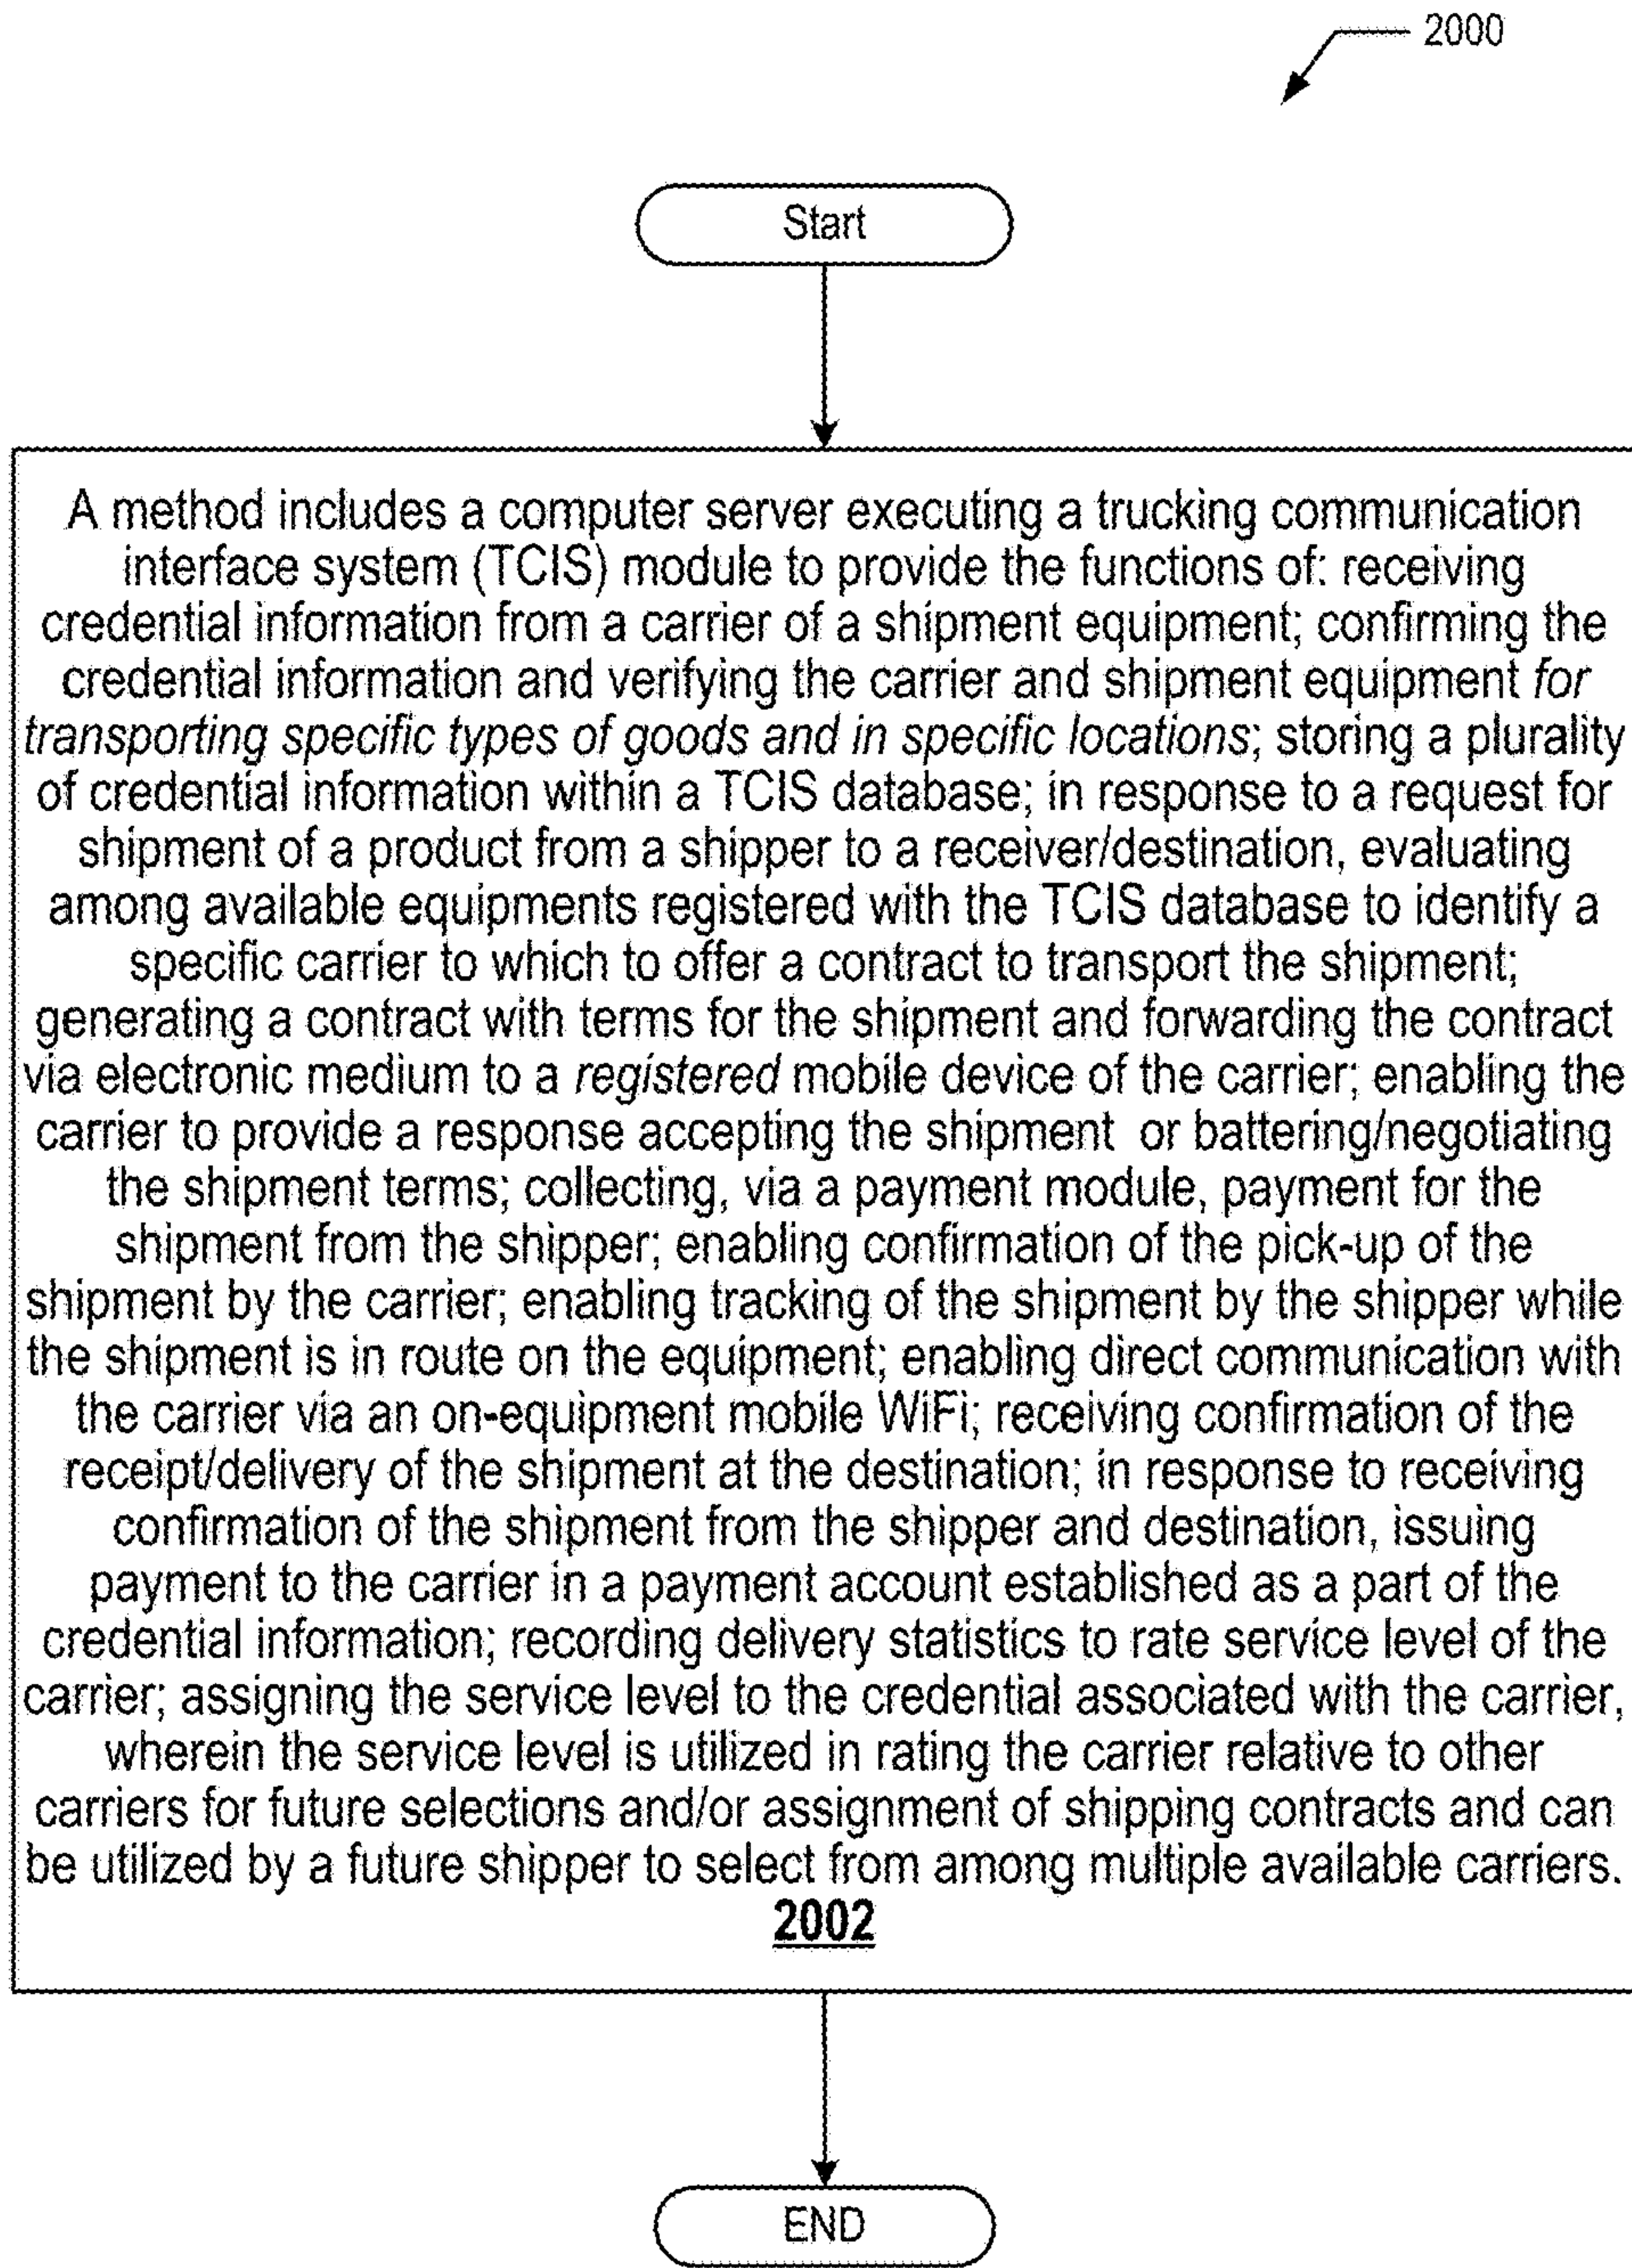 2000
Start
A method includes a computer server executing a trucking communication
interface system (TCIS) module to provide the functions of: receiving
credential information from a carrier of a shipment equipment; confirming the
credential information and verifying the carrier and shipment equipment for
transporting specific types of goods and in specific locations; storing a plurality
of credential information within a TCIS database; in response to a request for
shipment of a product from a shipper to a receiver/destination, evaluating
among available equipments registered with the TCIS database to identify a
specific carrier to which to offer a contract to transport the shipment;
generating a contract with terms for the shipment and forwarding the contract
via electronic medium to a registered mobile device of the carrier; enabling the
carrier to provide a response accepting the shipment or battering/negotiating
the shipment terms; collecting, via a payment module, payment for the
shipment from the shipper; enabling confirmation of the pick-up of the
shipment by the carrier; enabling tracking of the shipment by the shipper while
the shipment is in route on the equipment; enabling direct communication with
the carrier via an on-equipment mobile WiFi; receiving confirmation of the
receipt/delivery of the shipment at the destination; in response to receiving
confirmation of the shipment from the shipper and destination, issuing
payment to the carrier in a payment account established as a part of the
credential information; recording delivery statistics to rate service level of the
carrier; assigning the service level to the credential associated with the carrier,
wherein the service level is utilized in rating the carrier relative to other
carriers for future selections and/or assignment of shipping contracts and can
be utilized by a future shipper to select from among multiple available carriers.
2002
END